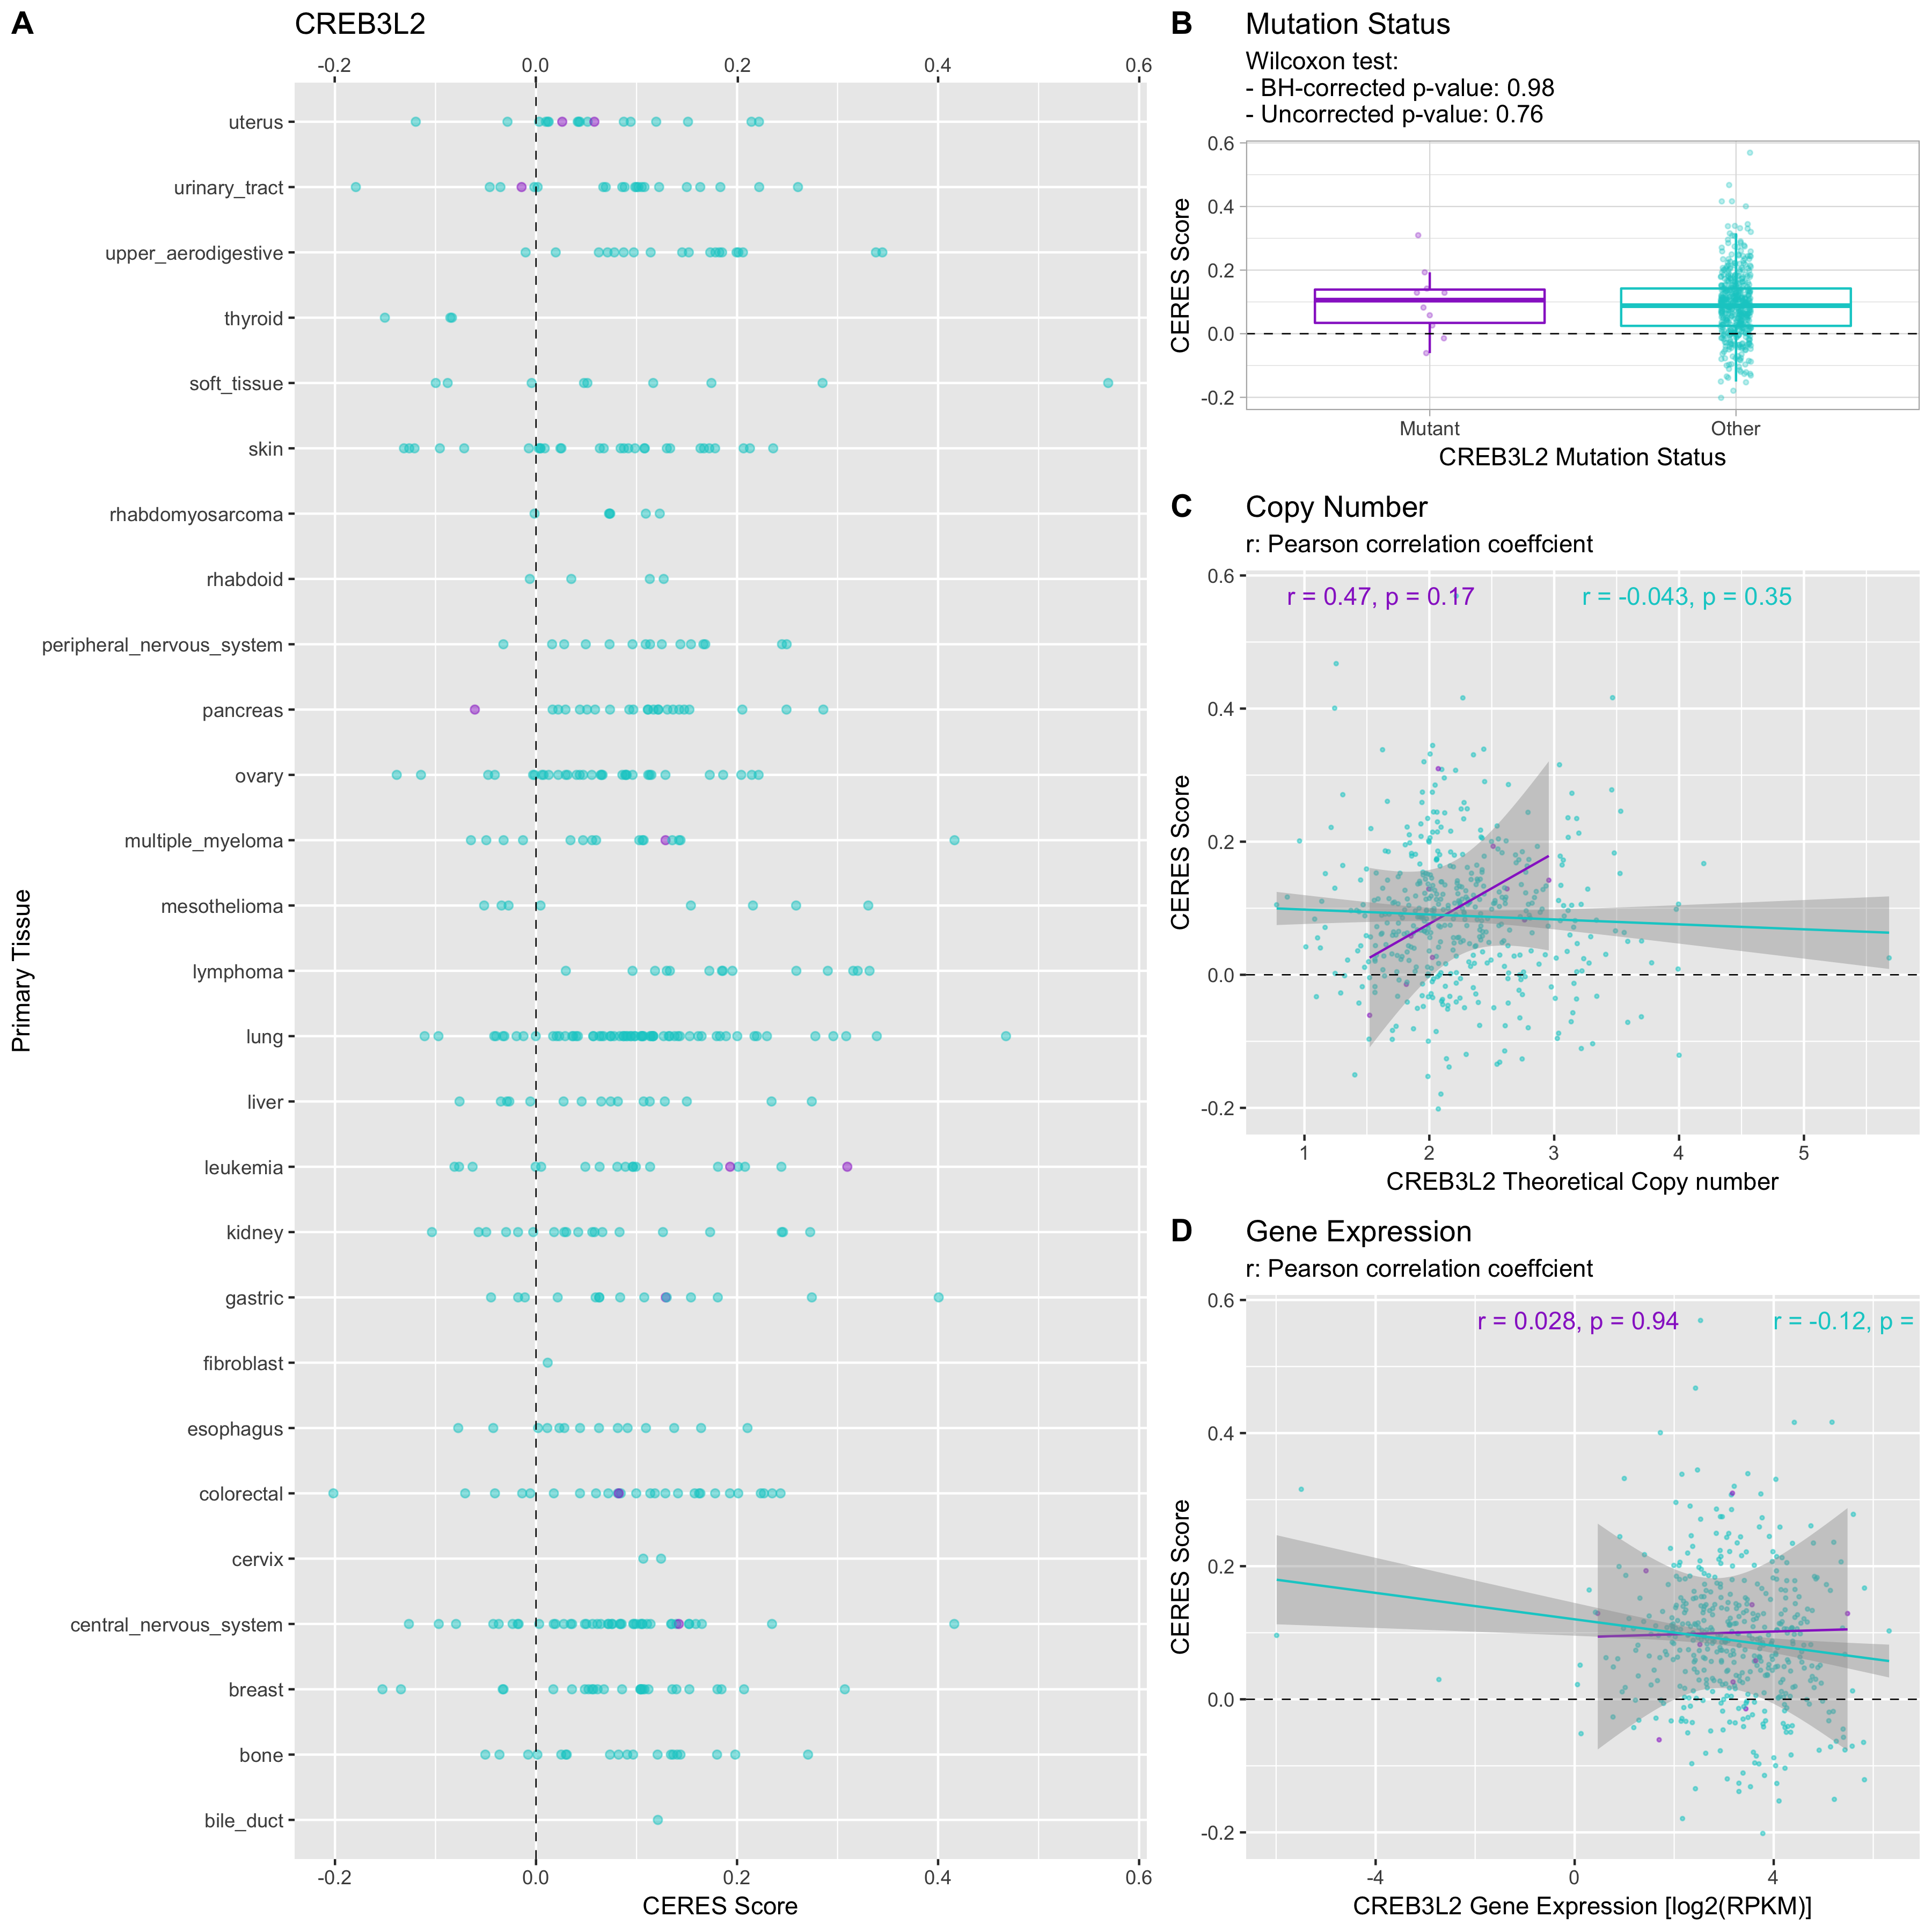 A
CREB3L2
-0.2 0.0 0.2 0.4 0.6
uterus
urinary_tract
upper_aerodigestive
thyroid
soft_tissue
skin
rhabdomyosarcoma
rhabdoid
peripheral_nervous_system
pancreas
ovary
multiple_myeloma
mesothelioma
lymphoma
lung
liver
leukemia
kidney
gastric
fibroblast
esophagus
colorectal
cervix
central_nervous_system
breast
bone
bile_duct
Primary Tissue
-0.2 0.0 0.2 0.4 0.6
CERES Score
B
Mutation Status
Wilcoxon test:
- BH-corrected p-value: 0.98
- Uncorrected p-value: 0.76
0.6
0.4
0.2
0.0
-0.2
CERES Score
Mutant Other
CREB3L2 Mutation Status
C
Copy Number
r: Pearson correlation coeffcient
r = 0.47, p = 0.17 r = -0.043, p = 0.35
0.6
0.4
0.2
0.0
-0.2
CERES Score
1 2 3 4 5
CREB3L2 Theoretical Copy number
D
Gene Expression
r: Pearson correlation coeffcient
r = 0.028, p = 0.94 r = -0.12, p =
0.6
0.4
0.2
0.0
-0.2
CERES Score
-4 0 4
CREB3L2 Gene Expression [log2(RPKM)]